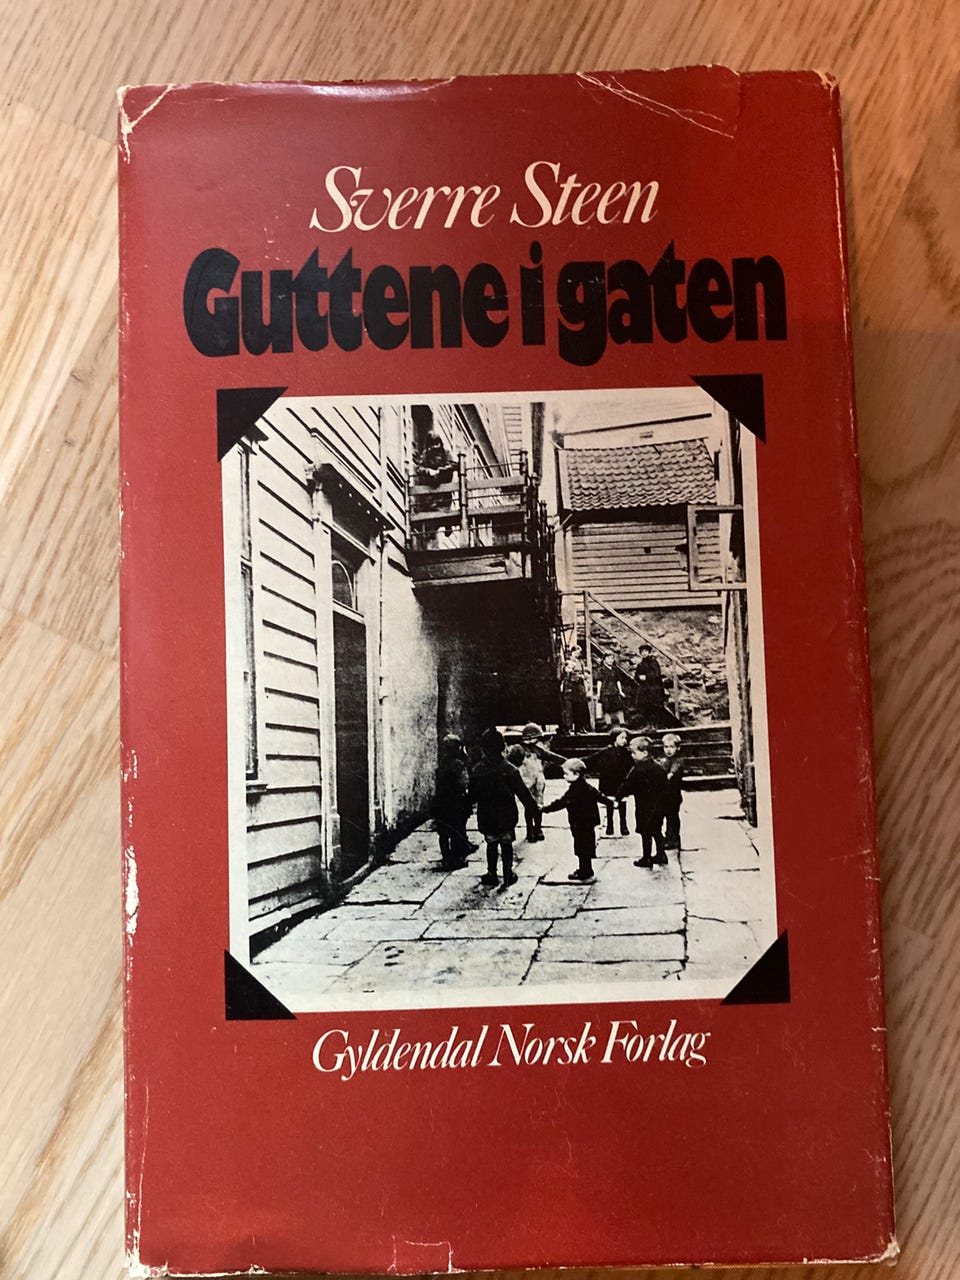 Sverre Steen
Guttene i gaten
Gyldendal Norsk Forlag